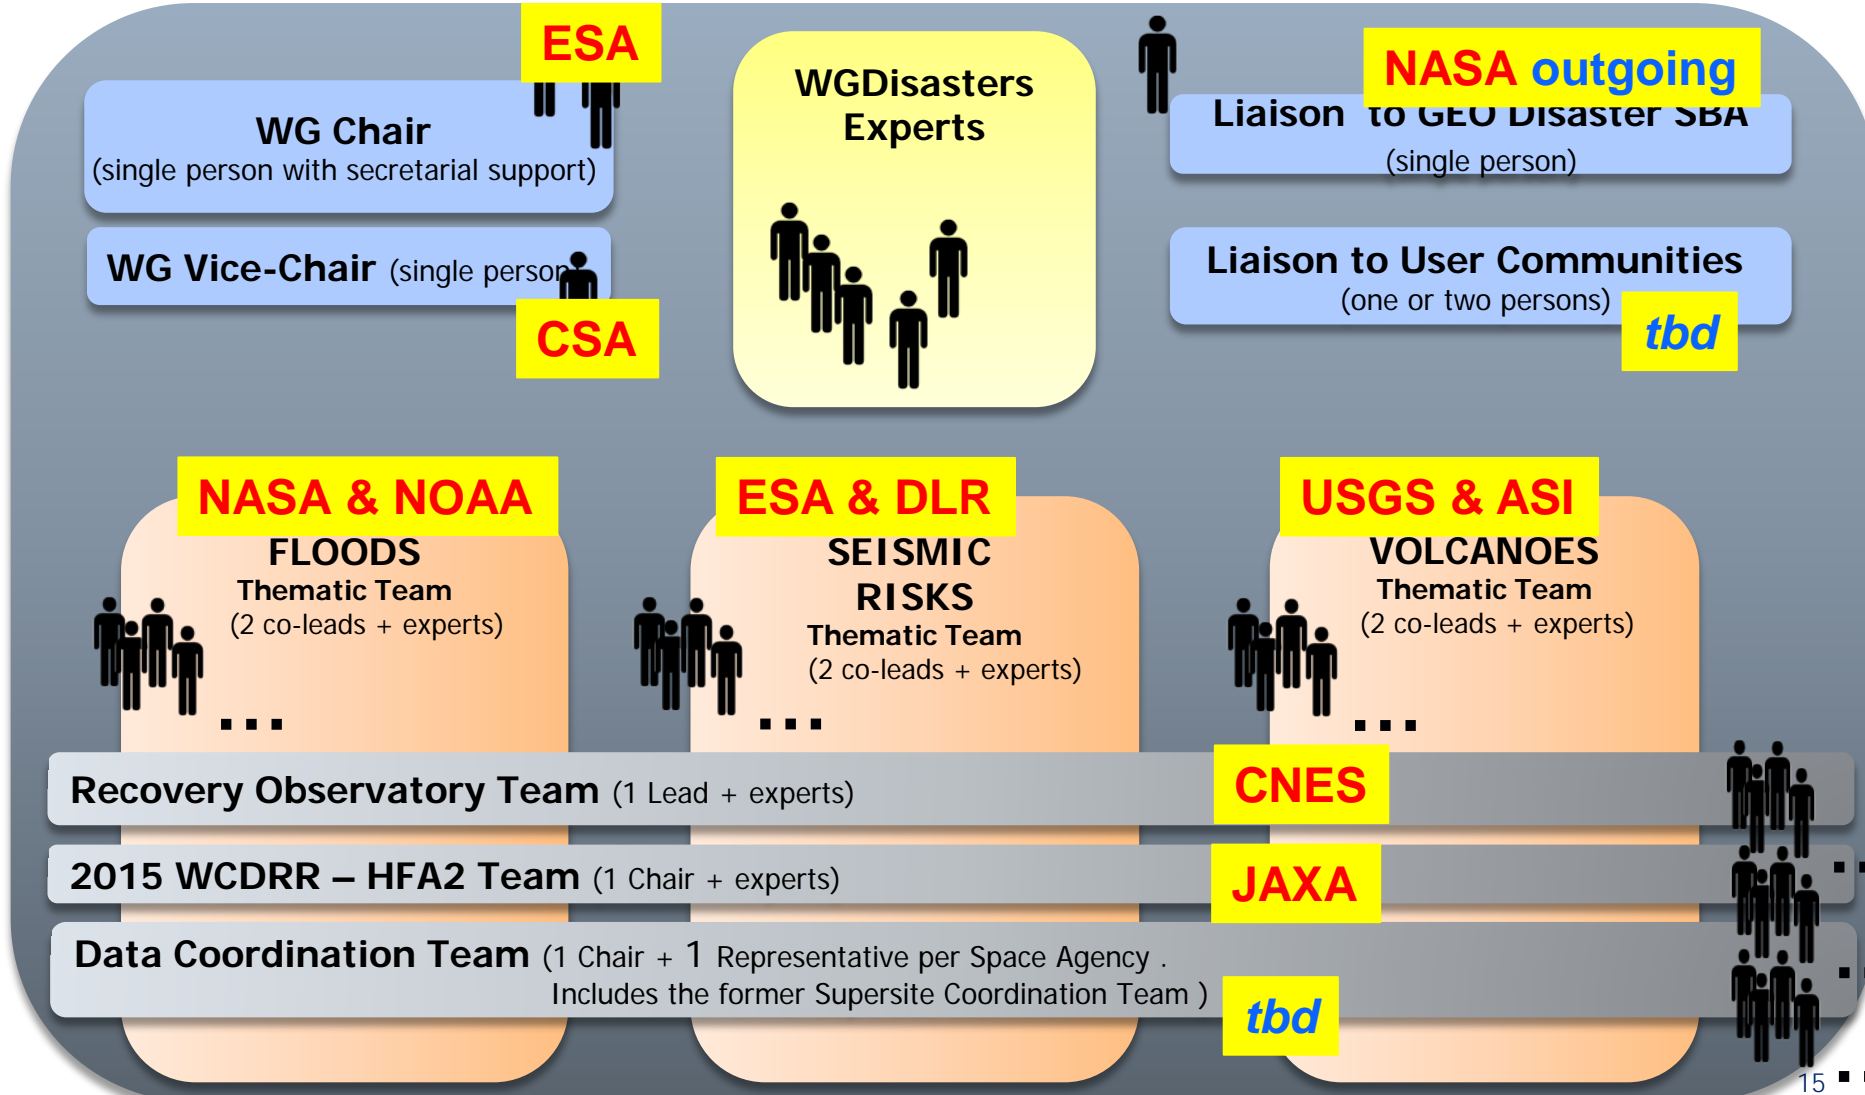 ESA
WG Chair
(single person with secretarial support)
WG Vice-Chair (single person
CSA
WGDisasters
Experts
NASA outgoing
Liaison to GEO Disaster SBA
(single person)
Liaison to User Communities
(one or two persons)
tbd
NASA & NOAA
FLOODS
Thematic Team
(2 co-leads + experts)
...
ESA & DLR
SEISMIC
RISKS
Thematic Team
(2 co-leads + experts)
...
USGS & ASI
VOLCANOES
Thematic Team
(2 co-leads + experts)
...
Recovery Observatory Team (1 Lead + experts)
CNES
2015 WCDRR – HFA2 Team (1 Chair + experts)
JAXA
Data Coordination Team (1 Chair + 1 Representative per Space Agency .
Includes the former Supersite Coordination Team )
tbd
15